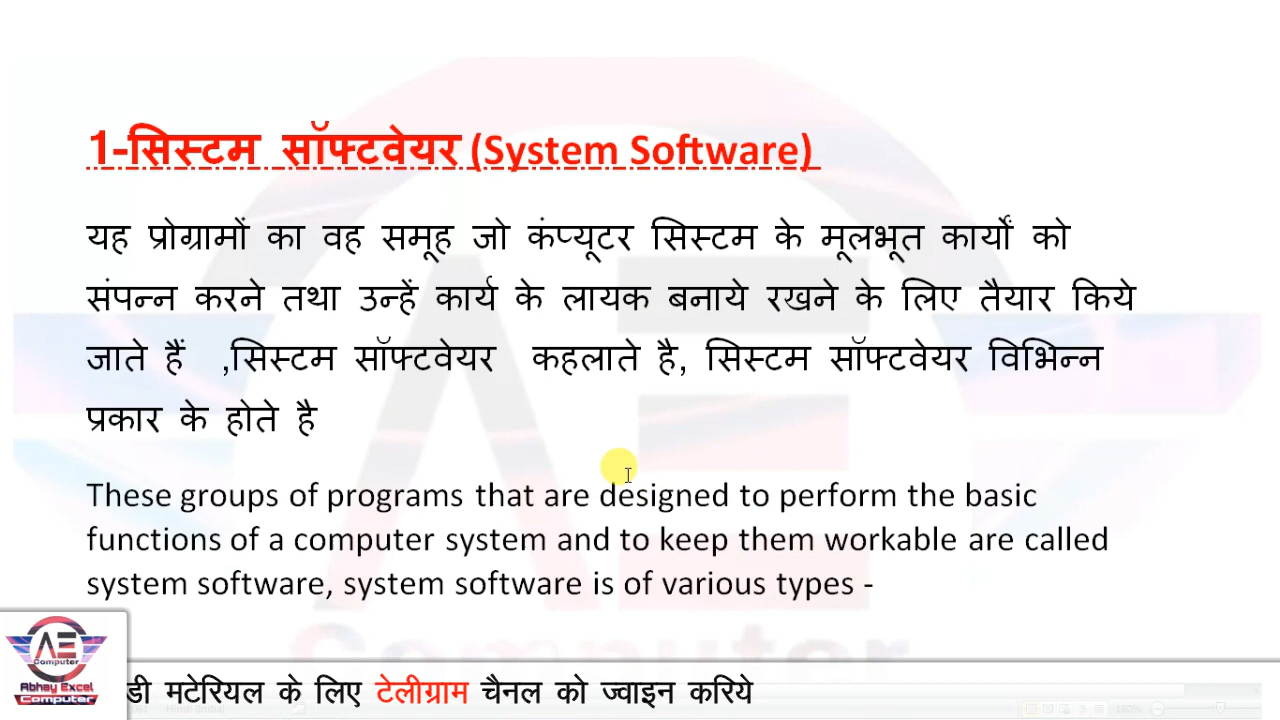 1-सिस्टम सॉफ्टवेयर (System Software)
यह प्रोग्रामों का वह समूह जो कंप्यूटर सिस्टम के मूलभूत कार्यों को
संपन्न करने तथा उन्हें कार्य के लायक बनाये रखने के लिए तैयार किये
जाते हैं ,सिस्टम सॉफ्टवेयर कहलाते है, सिस्टम सॉफ्टवेयर विभिन्न
प्रकार के होते है
These groups of programs that are designed to perform the basic
functions of a computer system and to keep them workable are called
system software, system software is of various types -
AE
Computer
Abhay Excel
Computer
डी मटेरियल के लिए टेलीग्राम चैनल को ज्वाइन करिये